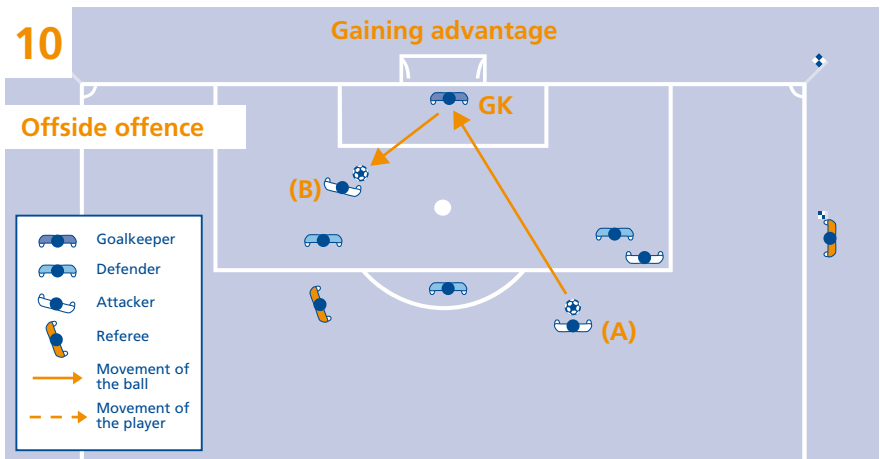 10
Gaining advantage
GK
Offside offence
(B)
(A)
Goalkeeper
Defender
Attacker
Referee
Movement of
the ball
Movement of
the player